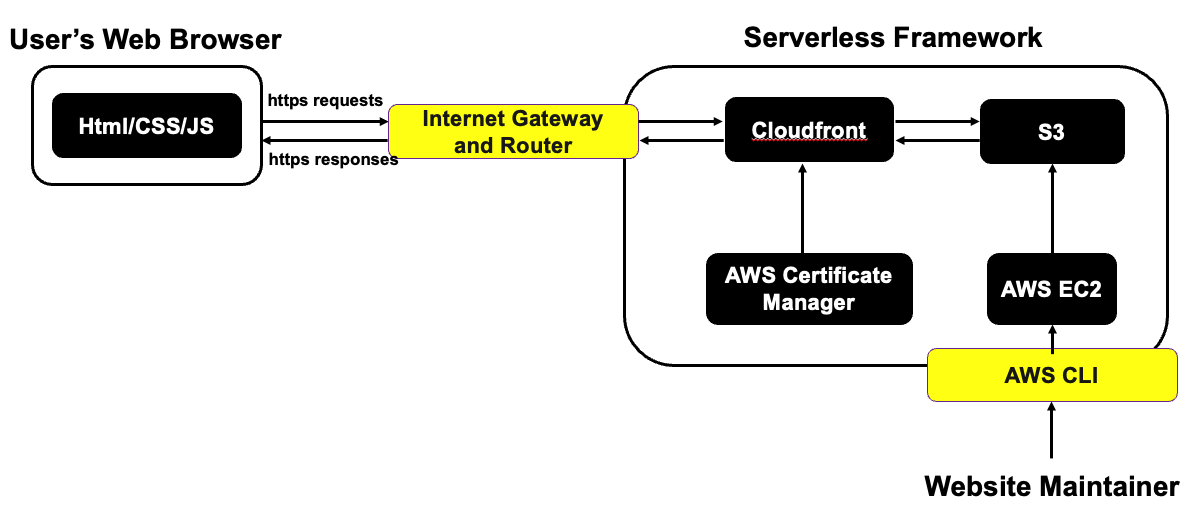 User's Web Browser
Serverless Framework
Html/CSS/JS
https requests
https responses
Internet Gateway
and Router
Cloudfront
S3
AWS Certificate
Manager
AWS EC2
AWS CLI
Website Maintainer